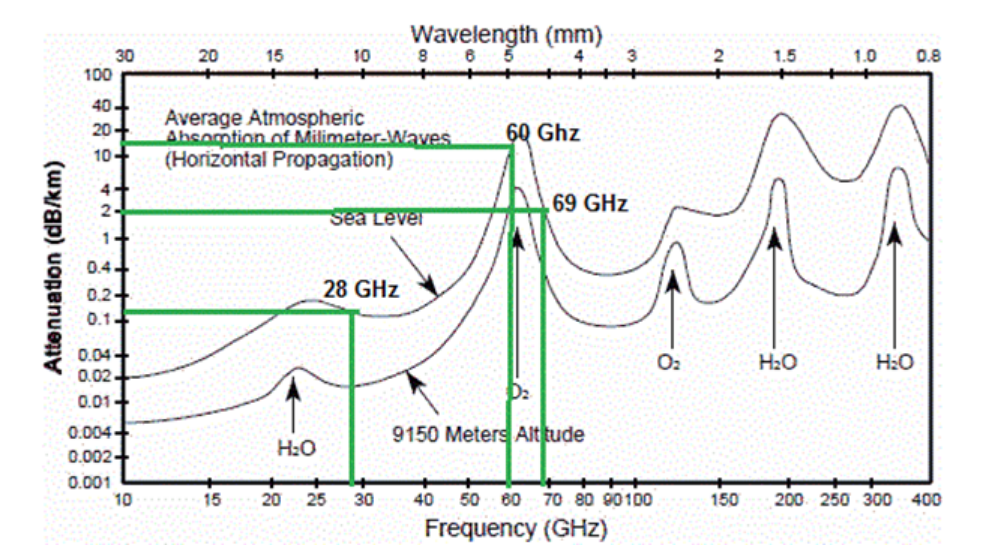 Wavelength (mm)
30 20 15 10 8 6 5 4 3 2 1.5 1.0 0.8
Attenuation (dB/km)
100
40
20
10
4
2
1
0.4
0.2
0.1
0.04
0.02
0.01
0.004
0.002
0.001
Average Atmospheric
Absorption of Milimeter-Waves
(Horizontal Propagation)
60 Ghz
69 GHz
Sea Level
28 GHz
O₂
H₂O
H₂O
O₂
9150 Meters Altitude
H₂O
10 15 20 25 30 40 50 60 70 80 90 100 150 200 250 300 400
Frequency (GHz)